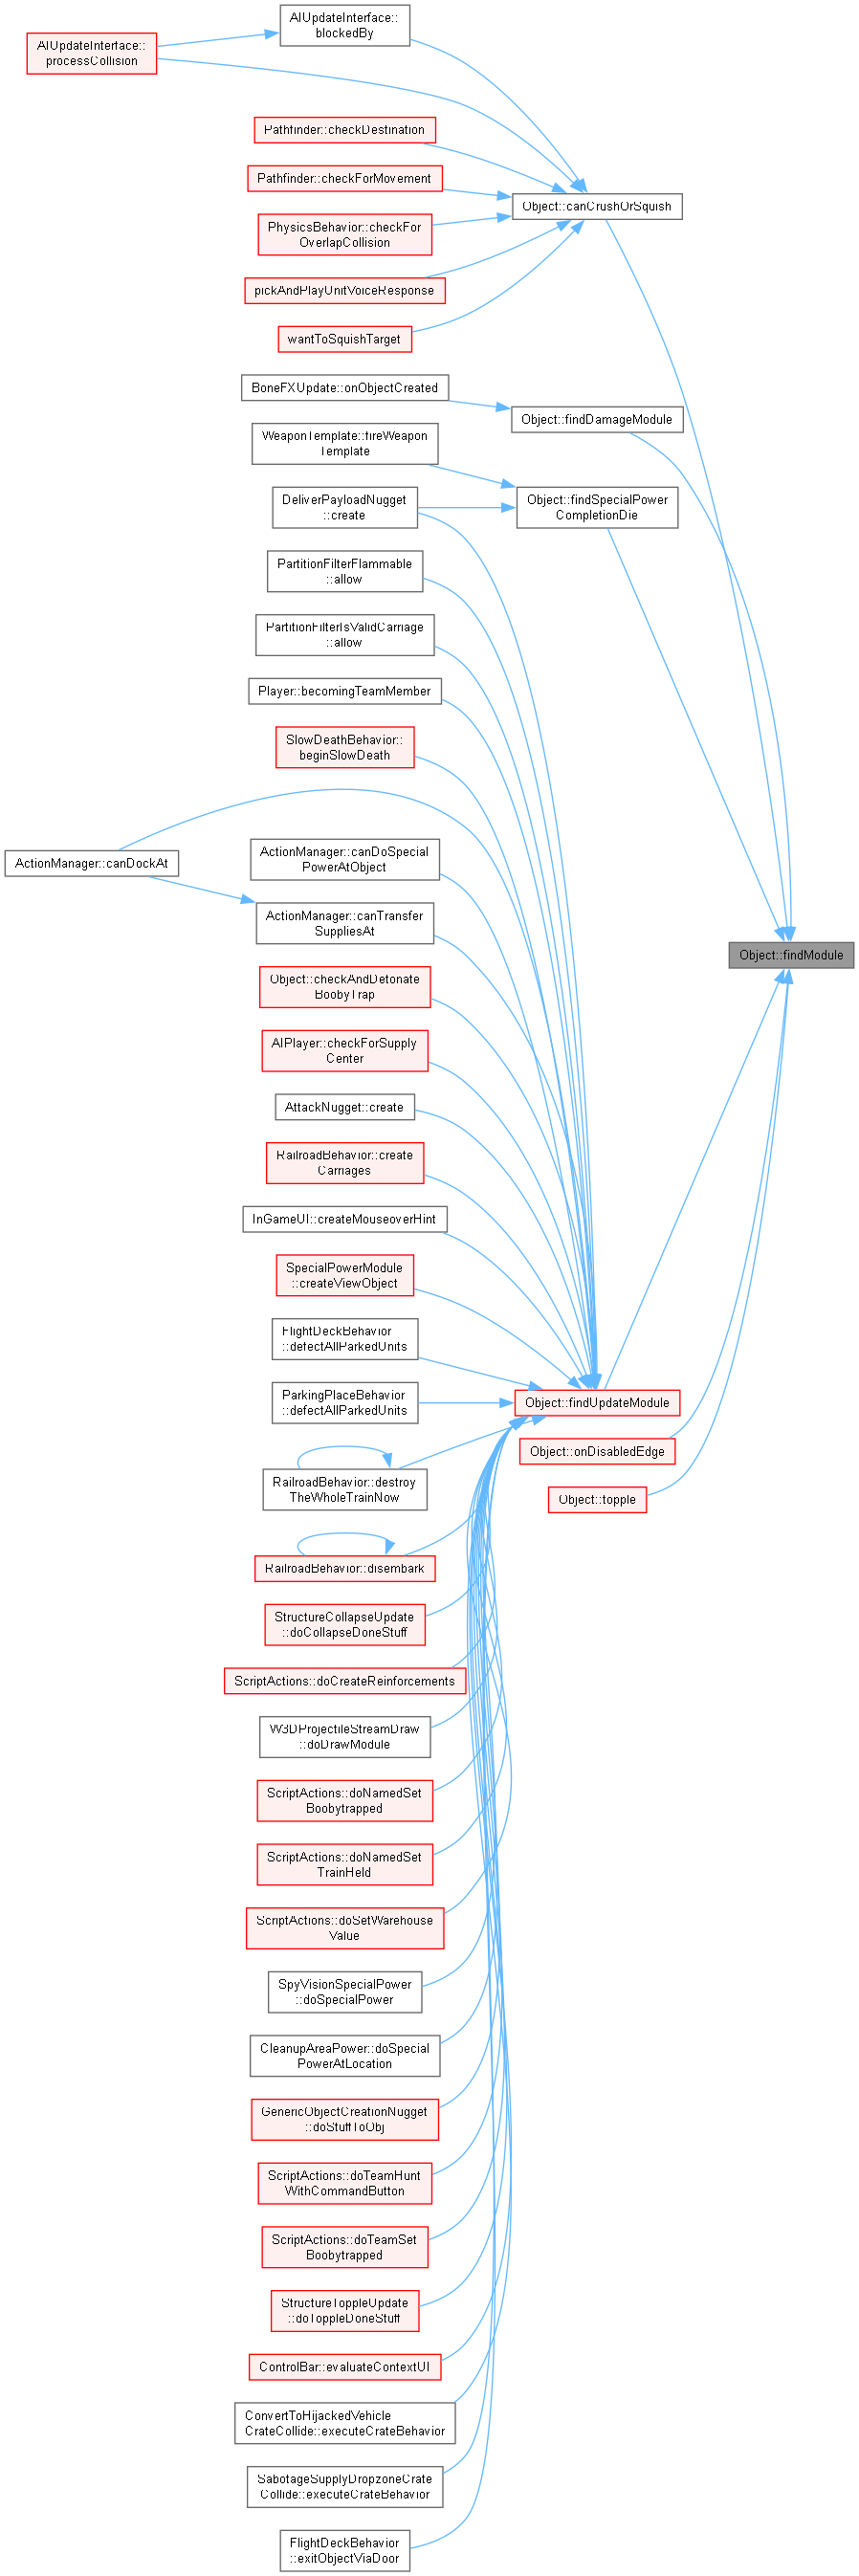 AIUpdateInterface::
blockedBy
AIUpdateInterface::
processCollision
Pathfinder::checkDestination
Pathfinder::checkForMovement
Object::canCrushOrSquish
PhysicsBehavior::checkFor
OverlapCollision
pickAndPlayUnitVoiceResponse
wantToSquishTarget
BoneFXUpdate::onObjectCreated
Object::findDamageModule
WeaponTemplate::fireWeapon
Template
DeliverPayloadNugget
::create
Object::findSpecialPower
CompletionDie
PartitionFilterFlammable
::allow
PartitionFilterIsValidCarriage
::allow
Player::becomingTeamMember
SlowDeathBehavior::
beginSlowDeath
ActionManager::canDockAt
ActionManager::canDoSpecial
PowerAtObject
ActionManager::canTransfer
SuppliesAt
Object::findModule
Object::checkAndDetonate
BoobyTrap
AIPlayer::checkForSupply
Center
AttackNugget::create
RailroadBehavior::create
Carriages
InGameUI::createMouseoverHint
SpecialPowerModule
::createViewObject
FlightDeckBehavior
::defectAllParkedUnits
ParkingPlaceBehavior
::defectAllParkedUnits
Object::findUpdateModule
Object::onDisabledEdge
RailroadBehavior::destroy
TheWholeTrainNow
Object::topple
RailroadBehavior::disembark
StructureCollapseUpdate
::doCollapseDoneStuff
ScriptActions::doCreateReinforcements
W3DProjectileStreamDraw
::doDrawModule
ScriptActions::doNamedSet
Boobytrapped
ScriptActions::doNamedSet
TrainHeld
ScriptActions::doSetWarehouse
Value
SpyVisionSpecialPower
::doSpecialPower
CleanupAreaPower::doSpecial
PowerAtLocation
GenericObjectCreationNugget
::doStuffToObj
ScriptActions::doTeamHunt
WithCommandButton
ScriptActions::doTeamSet
Boobytrapped
StructureToppleUpdate
::doToppleDoneStuff
ControlBar::evaluateContextUI
ConvertToHijackedVehicle
CrateCollide::executeCrateBehavior
SabotageSupplyDropzoneCrate
Collide::executeCrateBehavior
FlightDeckBehavior
::exitObjectViaDoor